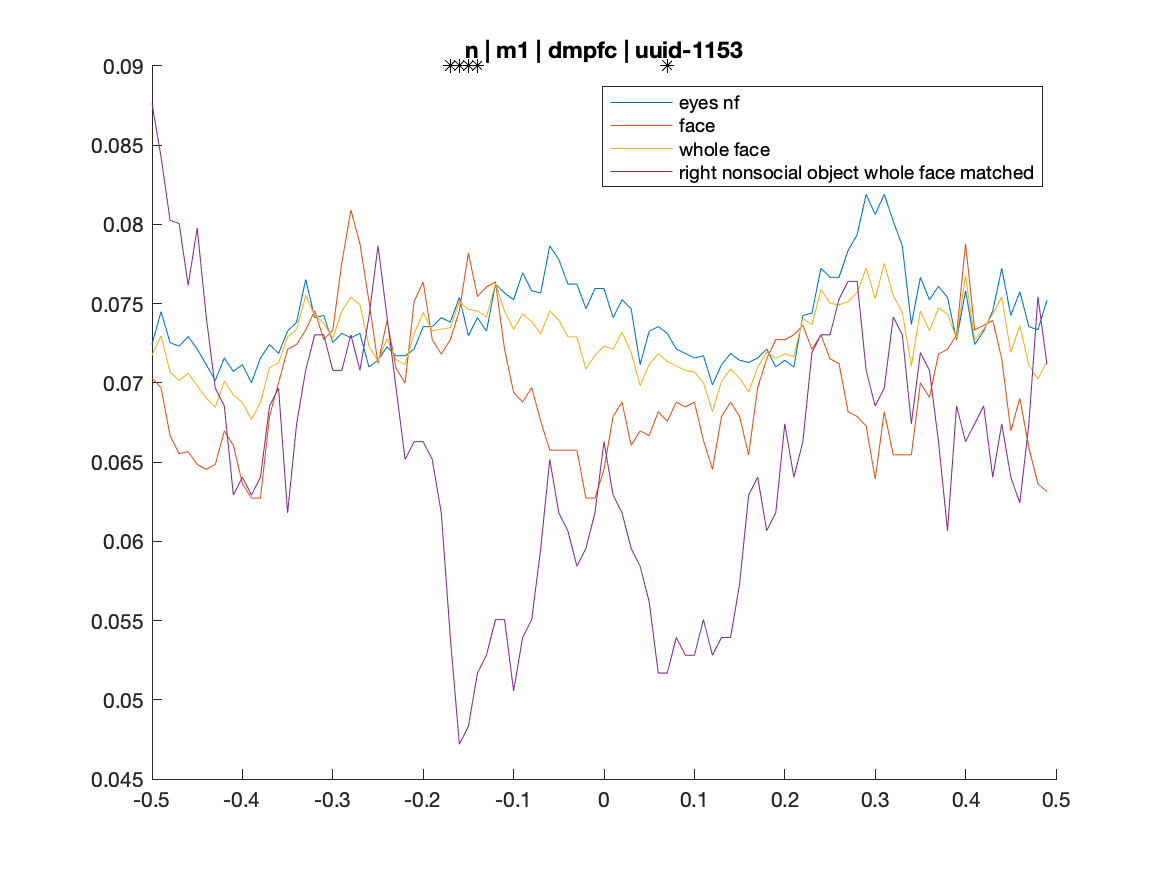 n | m1 | dmpfc | uuid-1153
0.09
0.085
0.08
0.075
0.07
0.065
0.06
0.055
0.05
0.045
eyes nf
face
whole face
right nonsocial object whole face matched
-0.5 -0.4 -0.3 -0.2 -0.1 0 0.1 0.2 0.3 0.4 0.5